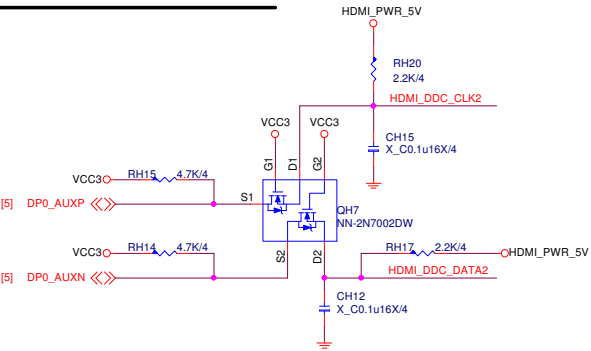 HDMI_PWR_5V
RH20
2.2K/4
HDMI_DDC_CLK2
VCC3
VCC3
CH15
X_C0.1u16X/4
G1
D1
G2
VCC3
RH15
4.7K/4
S1
[5]
DP0_AUXP
QH7
NN-2N7002DW
VCC3
RH14
4.7K/4
S2
D2
RH17
2.2K/4
HDMI_PWR_5V
[5]
DP0_AUXN
HDMI_DDC_DATA2
CH12
X_C0.1u16X/4